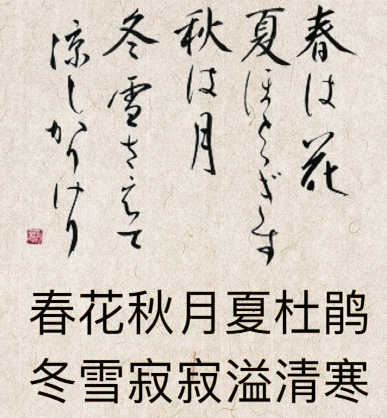 春は花
夏ほとゝぎす
秋は月
冬雪さえて
涼しかりけり
春花秋月夏杜鹃
冬雪寂寂溢清寒